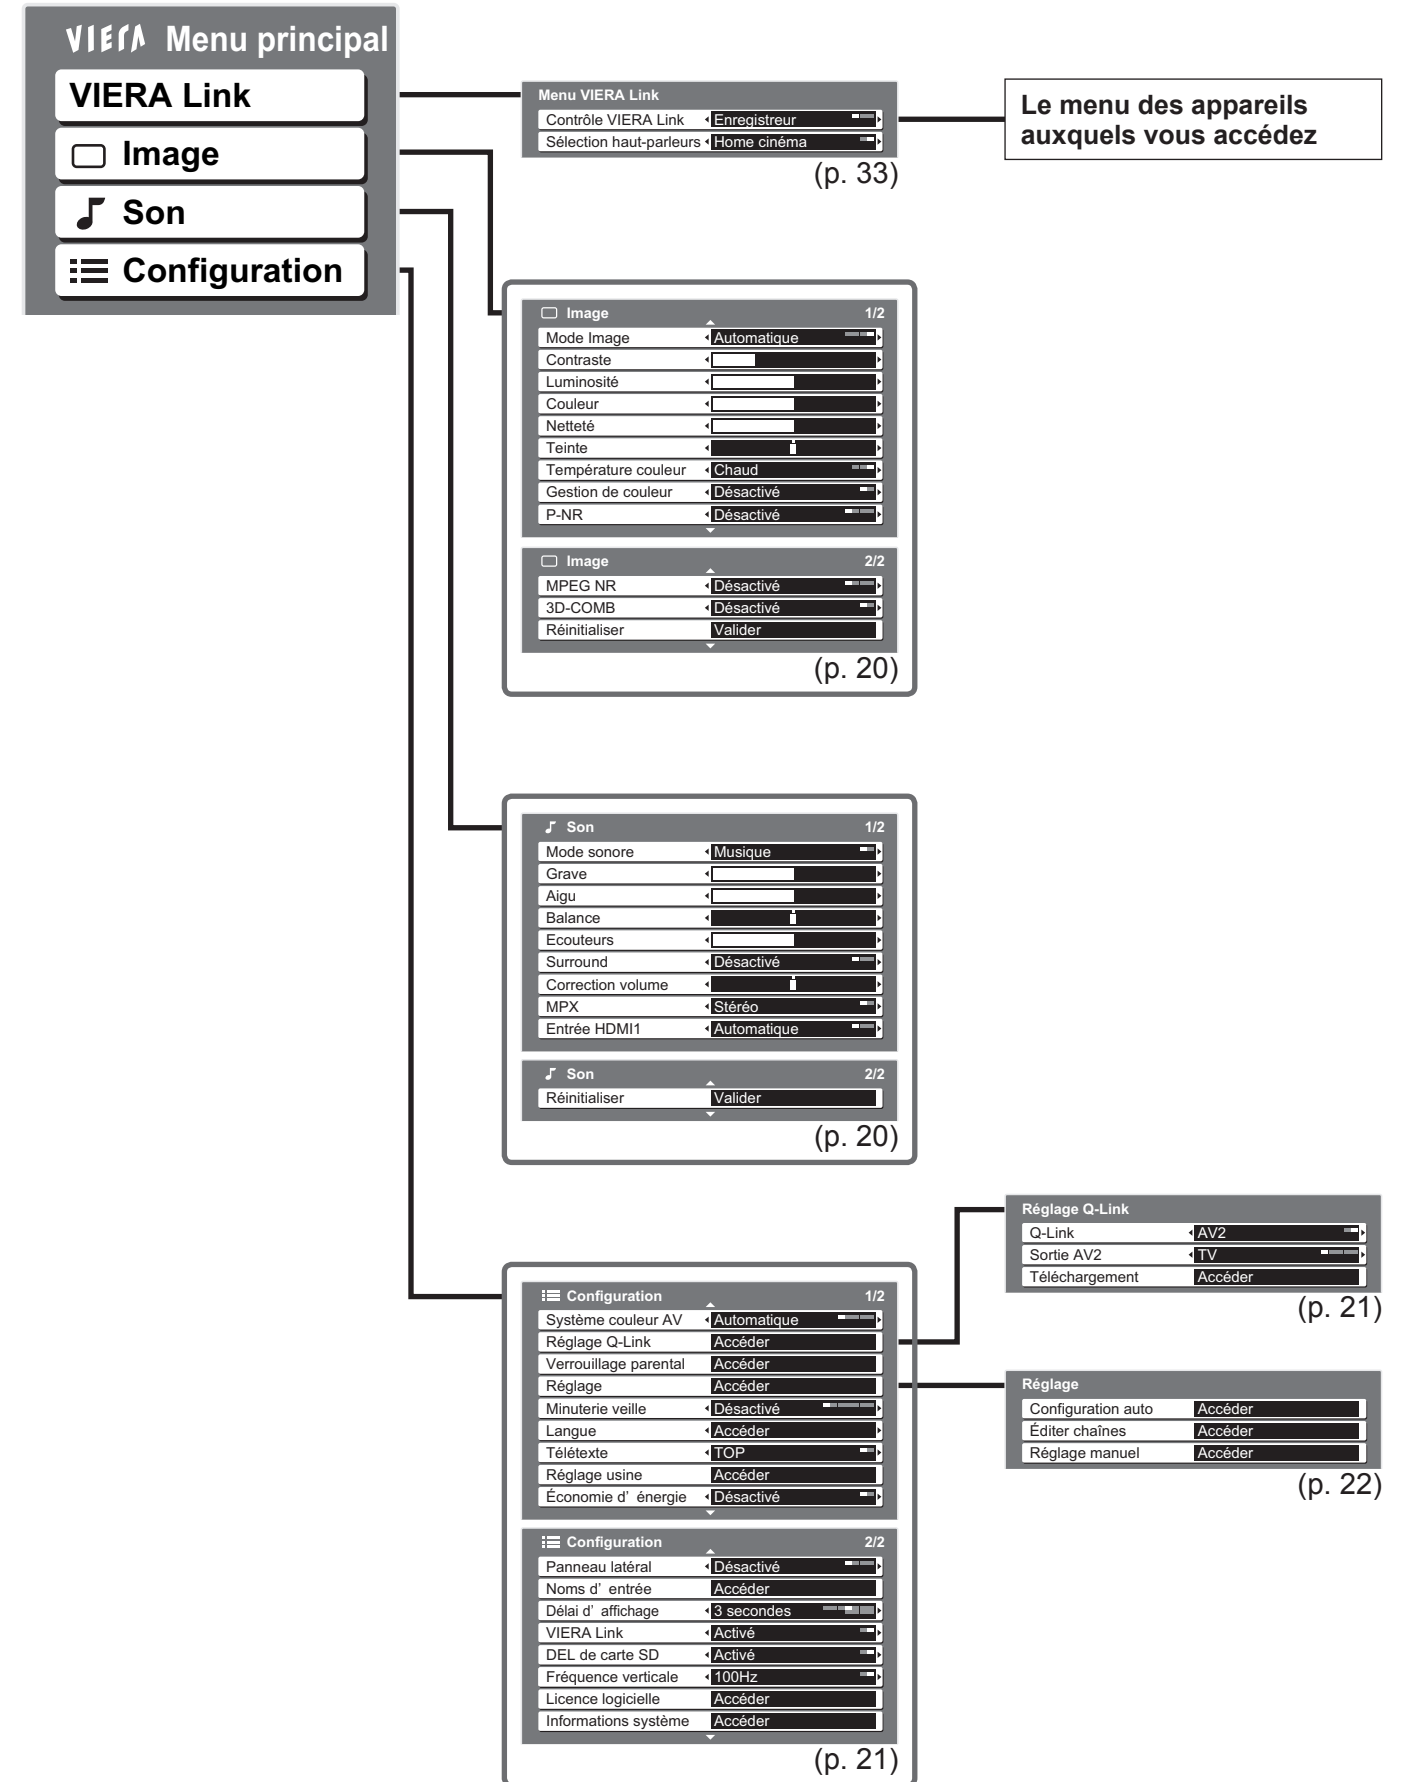 VIERA Menu principal
VIERA Link
Image
Son
Configuration
Menu VIERA Link
Contrôle VIERA Link Enregistreur
Sélection haut-parleurs Home cinéma
(p. 33)
Le menu des appareils
auxquels vous accédez
Image 1/2
Mode Image Automatique
Contraste
Luminosité
Couleur
Netteté
Teinte
Température couleur Chaud
Gestion de couleur Désactivé
P-NR Désactivé
Image 2/2
MPEG NR Désactivé
3D-COMB Désactivé
Réinitialiser Valider
(p. 20)
Son 1/2
Mode sonore Musique
Grave
Aigu
Balance
Ecouteurs
Surround Désactivé
Correction volume
MPX Stéréo
Entrée HDMI1 Automatique
Son 2/2
Réinitialiser Valider
(p. 20)
Configuration 1/2
Système couleur AV Automatique
Réglage Q-Link Accéder
Verrouillage parental Accéder
Réglage Accéder
Minuterie veille Désactivé
Langue Accéder
Télétexte TOP
Réglage usine Accéder
Économie d’ énergie Désactivé
Configuration 2/2
Panneau latéral Désactivé
Noms d’ entrée Accéder
Délai d’ affichage 3 secondes
VIERA Link Activé
DEL de carte SD Activé
Fréquence verticale 100Hz
Licence logicielle Accéder
Informations système Accéder
(p. 21)
Réglage Q-Link
Q-Link AV2
Sortie AV2 TV
Téléchargement Accéder
(p. 21)
Réglage
Configuration auto Accéder
Éditer chaînes Accéder
Réglage manuel Accéder
(p. 22)